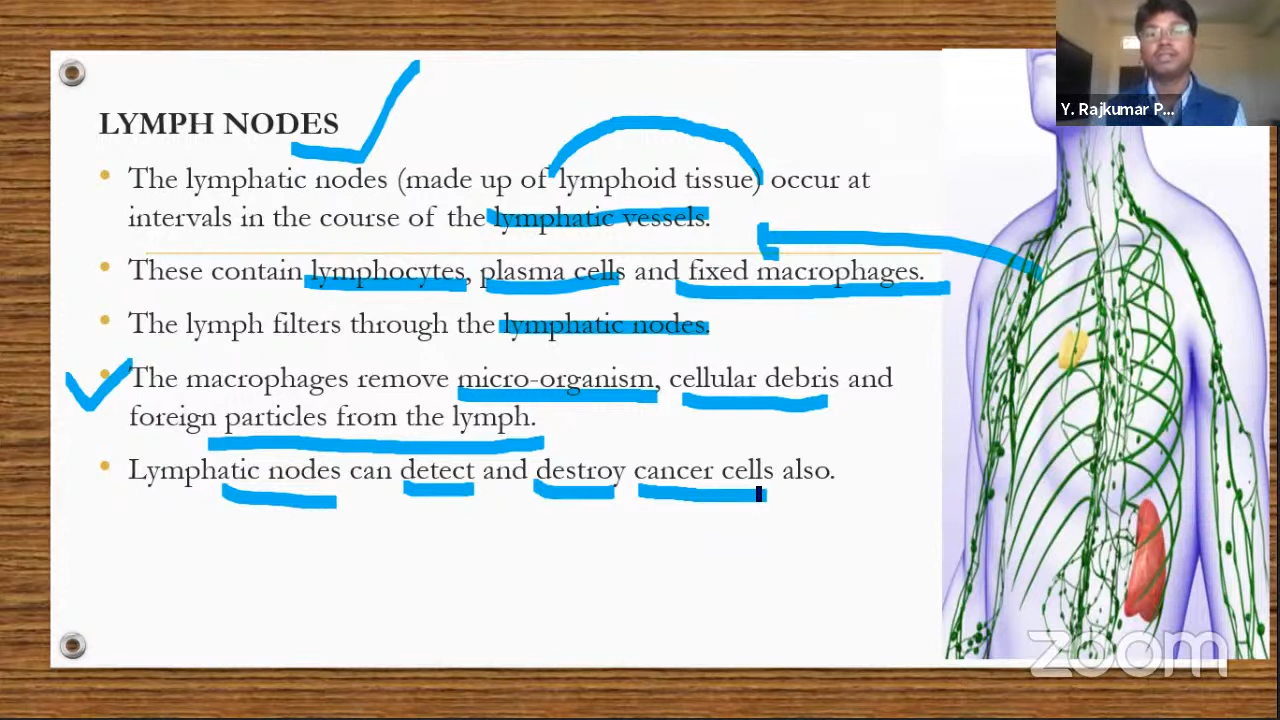 Y. Rajkumar P...
LYMPH NODES
The lymphatic nodes (made up of lymphoid tissue) occur at
intervals in the course of the lymphatic vessels.
These contain lymphocytes, plasma cells and fixed macrophages.
The lymph filters through the lymphatic nodes.
The macrophages remove micro-organism, cellular debris and
foreign particles from the lymph.
Lymphatic nodes can detect and destroy cancer cells also.
zoom